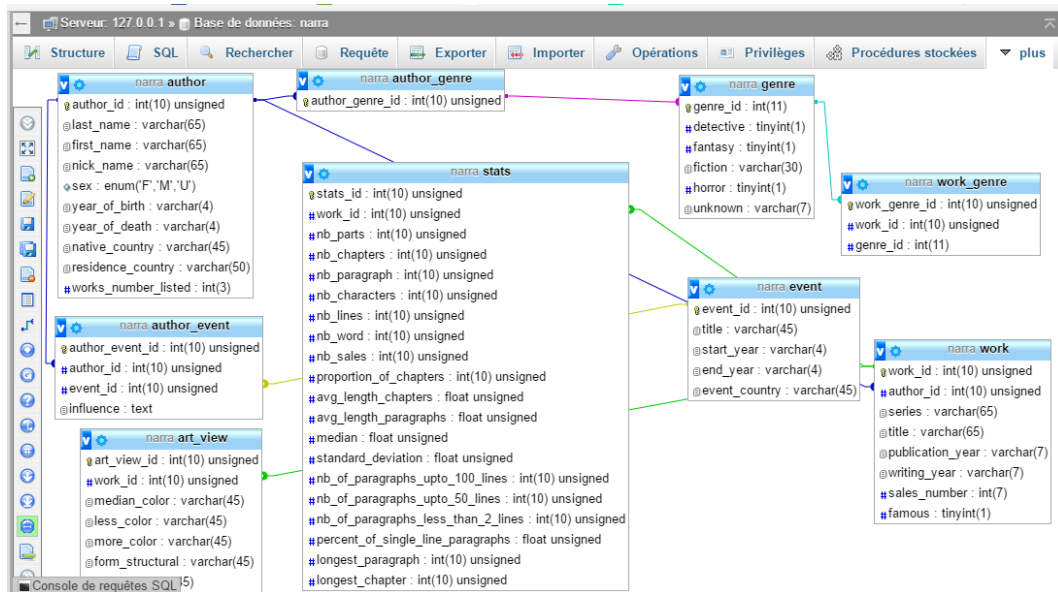 Serveur: 127.0.0.1 » Base de données: narra
Structure SQL Rechercher Requête Exporter Importer Opérations Privilèges Procédures stockées plus
narra author
author_id : int(10) unsigned
last_name : varchar(65)
first_name : varchar(65)
nick_name : varchar(65)
sex : enum('F','M','U')
year_of_birth : varchar(4)
year_of_death : varchar(4)
native_country : varchar(45)
residence_country : varchar(50)
works_number_listed : int(3)
narra author_genre
author_genre_id : int(10) unsigned
narra genre
genre_id : int(11)
detective : tinyint(1)
fantasy : tinyint(1)
fiction : varchar(30)
horror : tinyint(1)
unknown : varchar(7)
narra work_genre
work_genre_id : int(10) unsigned
work_id : int(10) unsigned
genre_id : int(11)
narra stats
stats_id : int(10) unsigned
work_id : int(10) unsigned
nb_parts : int(10) unsigned
nb_chapters : int(10) unsigned
nb_paragraph : int(10) unsigned
nb_characters : int(10) unsigned
nb_lines : int(10) unsigned
nb_word : int(10) unsigned
nb_sales : int(10) unsigned
proportion_of_chapters : int(10) unsigned
avg_length_chapters : float unsigned
avg_length_paragraphs : float unsigned
median : float unsigned
standard_deviation : float unsigned
nb_of_paragraphs_upto_100_lines : int(10) unsigned
nb_of_paragraphs_upto_50_lines : int(10) unsigned
nb_of_paragraphs_less_than_2_lines : int(10) unsigned
percent_of_single_line_paragraphs : float unsigned
longest_paragraph : int(10) unsigned
longest_chapter : int(10) unsigned
narra event
event_id : int(10) unsigned
title : varchar(45)
start_year : varchar(4)
end_year : varchar(4)
event_country : varchar(45)
narra author_event
author_event_id : int(10) unsigned
author_id : int(10) unsigned
event_id : int(10) unsigned
influence : text
narra work
work_id : int(10) unsigned
author_id : int(10) unsigned
series : varchar(65)
title : varchar(65)
publication_year : varchar(7)
writing_year : varchar(7)
sales_number : int(7)
famous : tinyint(1)
narra art_view
art_view_id : int(10) unsigned
work_id : int(10) unsigned
median_color : varchar(45)
less_color : varchar(45)
more_color : varchar(45)
form_structural : varchar(45)
Console de requêtes SQL